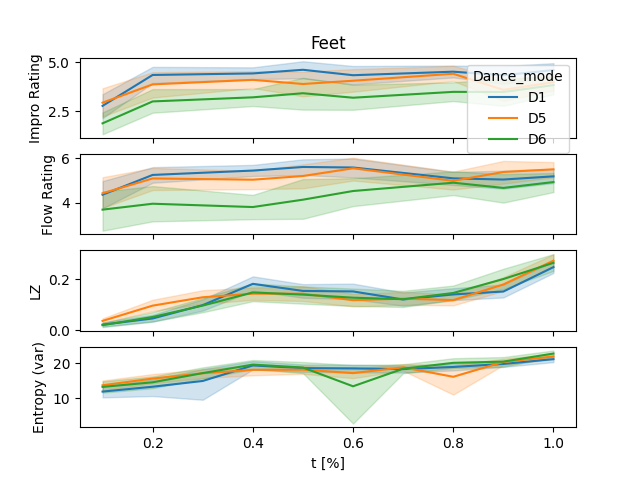 Feet
Impro Rating
5.0
2.5
Dance_mode
D1
D5
D6
Flow Rating
6
4
LZ
0.2
0.0
Entropy (var)
20
10
0.2 0.4 0.6 0.8 1.0
t [%]